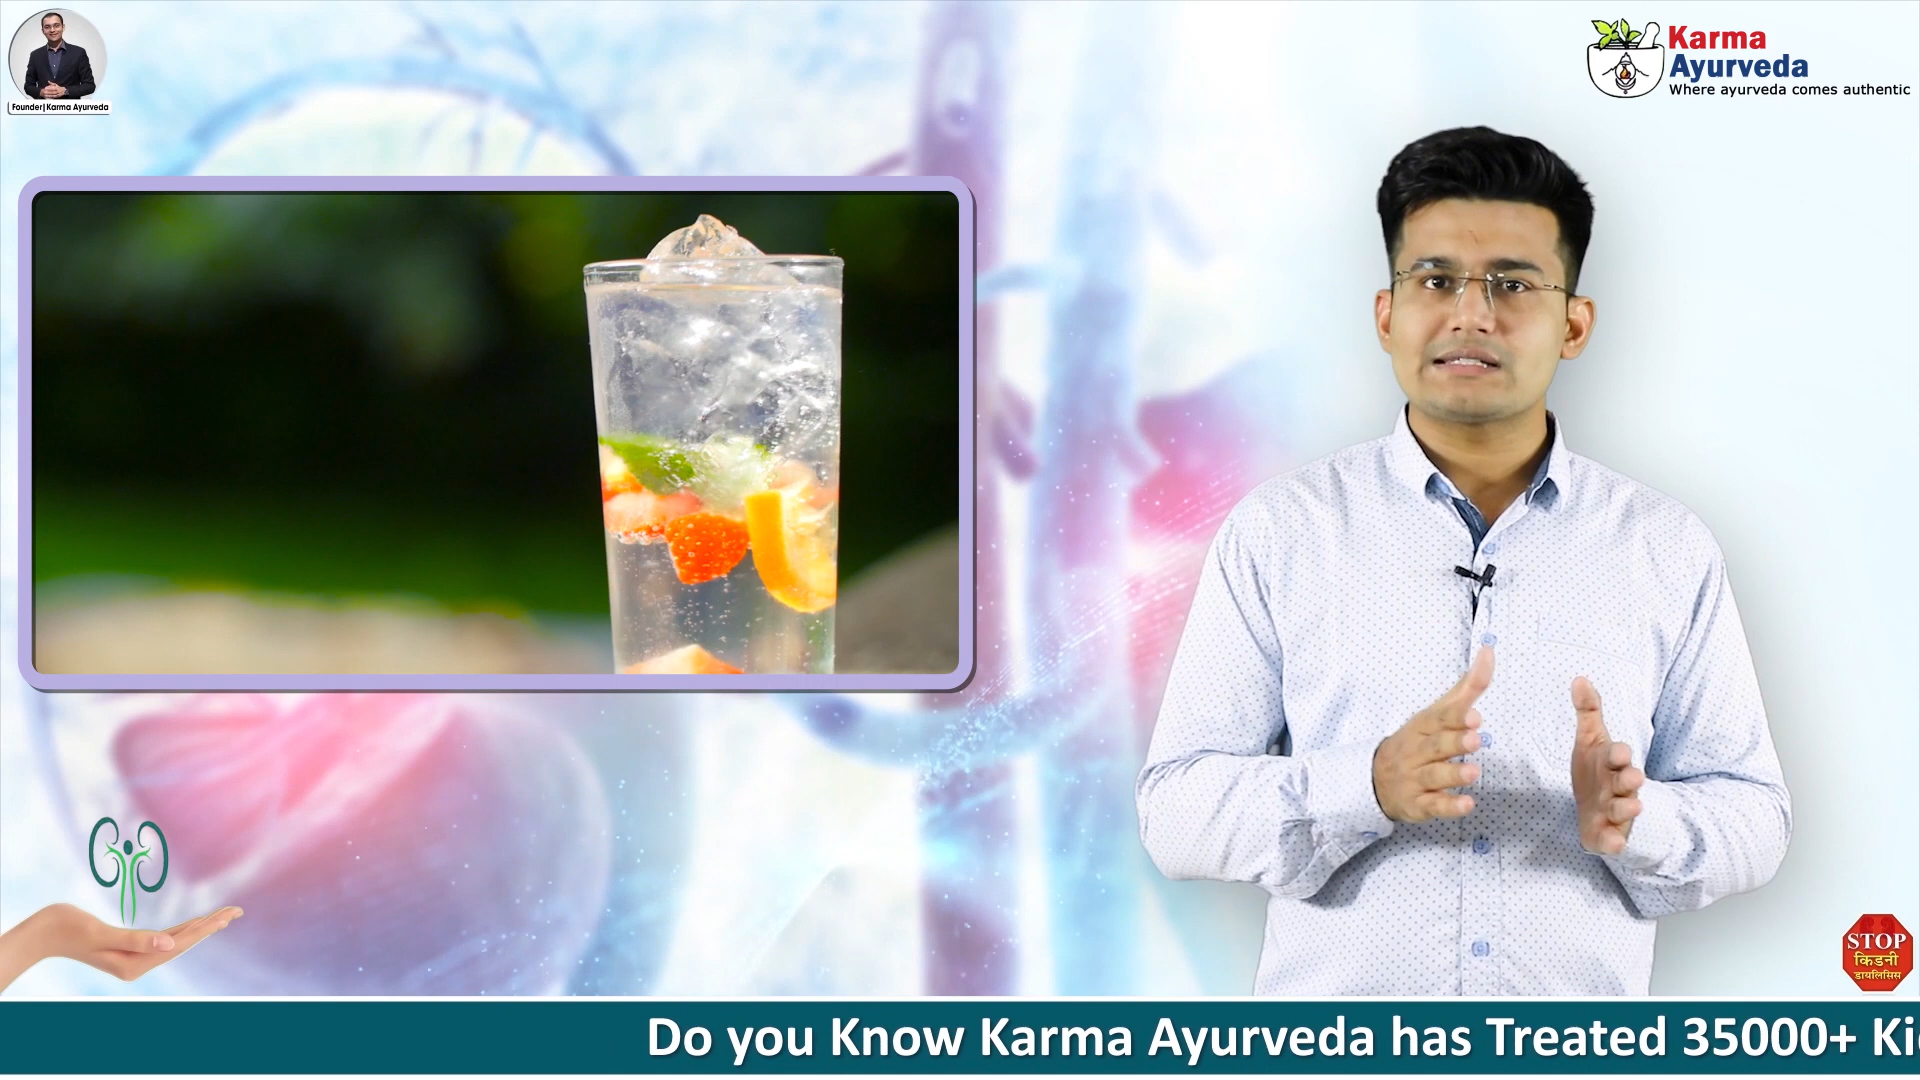 Founder|Karma Ayurveda
Karma
Ayurveda
Where ayurveda comes authentic
STOP
किडनी
डायलिसिस
Do you Know Karma Ayurveda has Treated 35000+